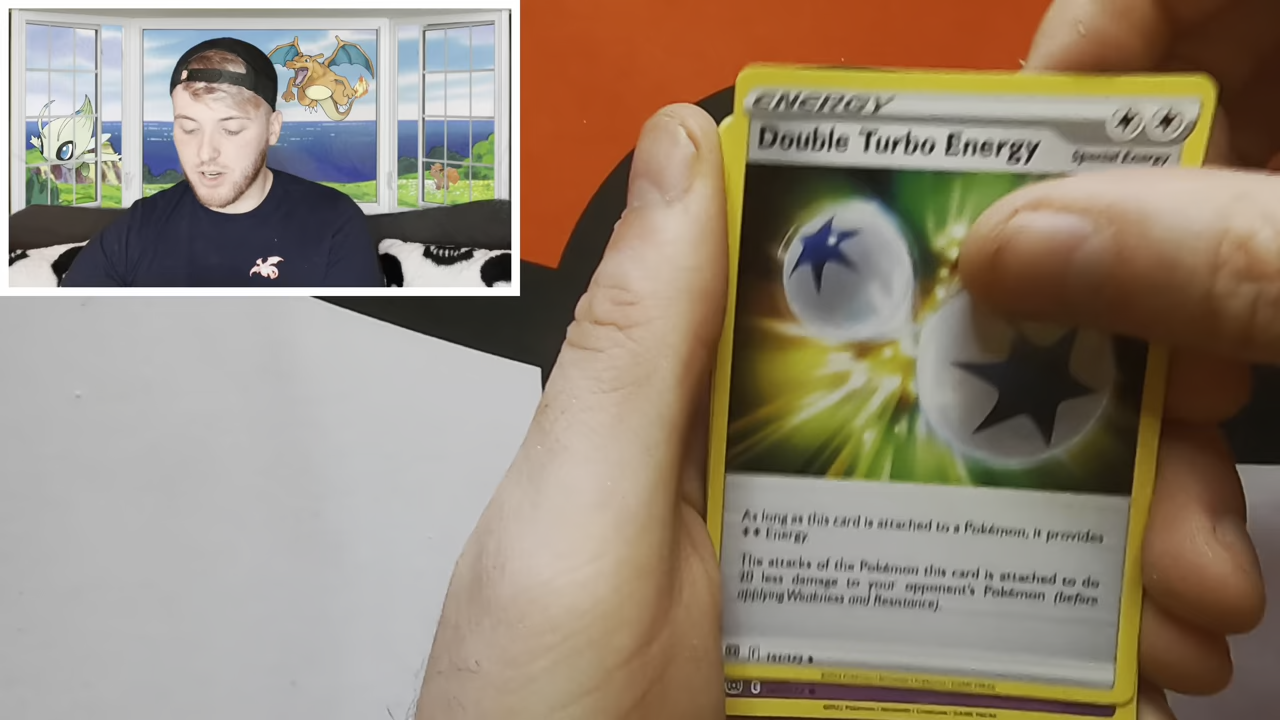 ENERGY
Double Turbo Energy
Special Energy
As long as this card is attached to a Pokémon, it provides
Energy.
The attacks of the Pokémon this card is attached to do
20 less damage to your opponent's Pokémon (before
applying Weakness and Resistance).